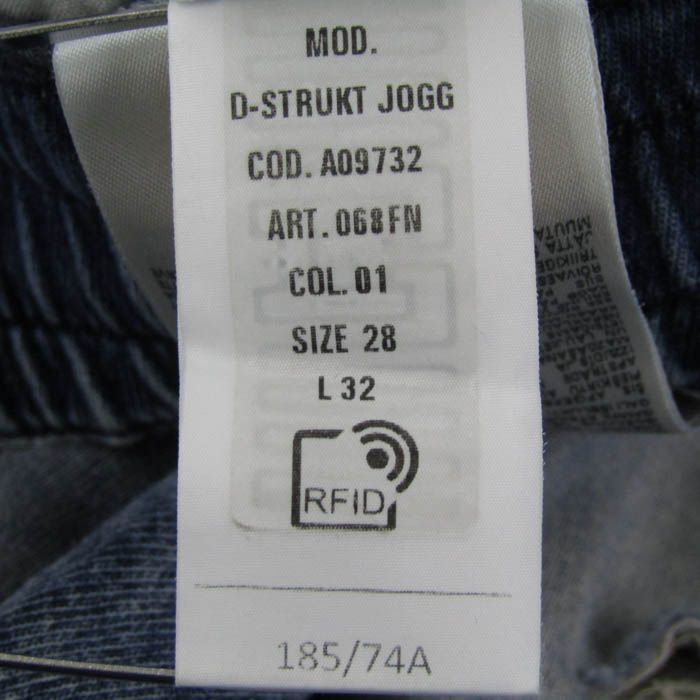 MOD.
D-STRUKT JOGG
COD. A09732
ART. 068FN
COL. 01
SIZE 28
L 32
RFID
185/74A